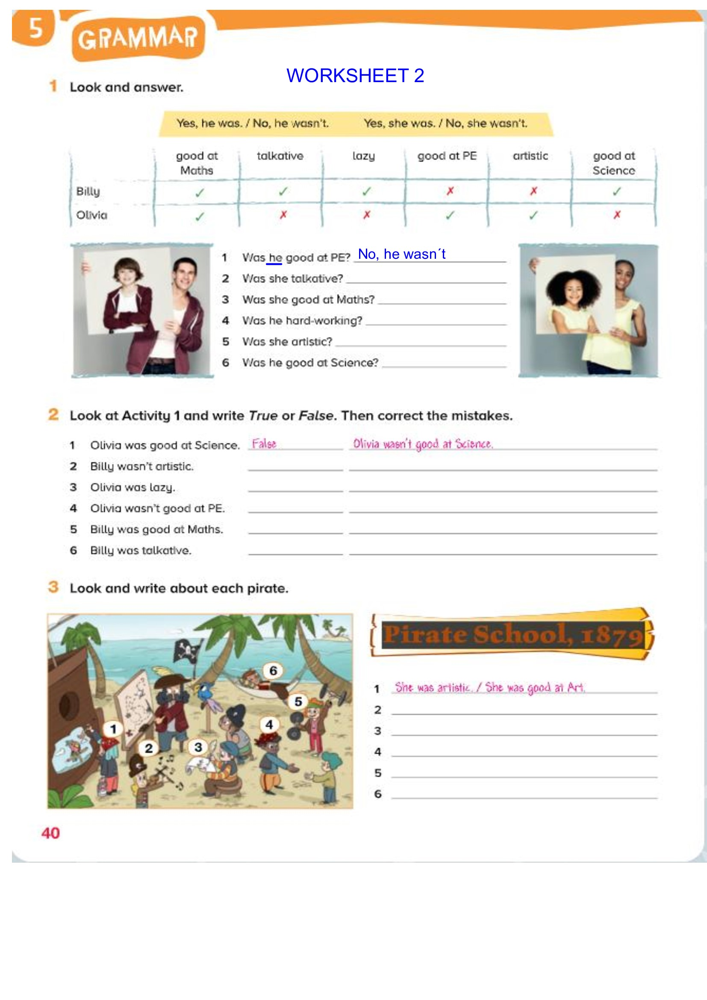 5
GRAMMAR
WORKSHEET 2
1 Look and answer.
Yes, he was. / No, he wasn't. Yes, she was. / No, she wasn't.
good at Maths talkative lazy good at PE artistic good at Science
Billy ✓ ✓ ✓ ✗ ✗ ✓
Olivia ✓ ✗ ✗ ✓ ✓ ✗
1 Was he good at PE? No, he wasn´t
2 Was she talkative?
3 Was she good at Maths?
4 Was he hard-working?
5 Was she artistic?
6 Was he good at Science?
2 Look at Activity 1 and write True or False. Then correct the mistakes.
1 Olivia was good at Science. False Olivia wasn't good at Science.
2 Billy wasn't artistic.
3 Olivia was lazy.
4 Olivia wasn't good at PE.
5 Billy was good at Maths.
6 Billy was talkative.
3 Look and write about each pirate.
Pirate School, 1879
1 2 3 4 5 6
1 She was artistic. / She was good at Art.
2
3
4
5
6
40